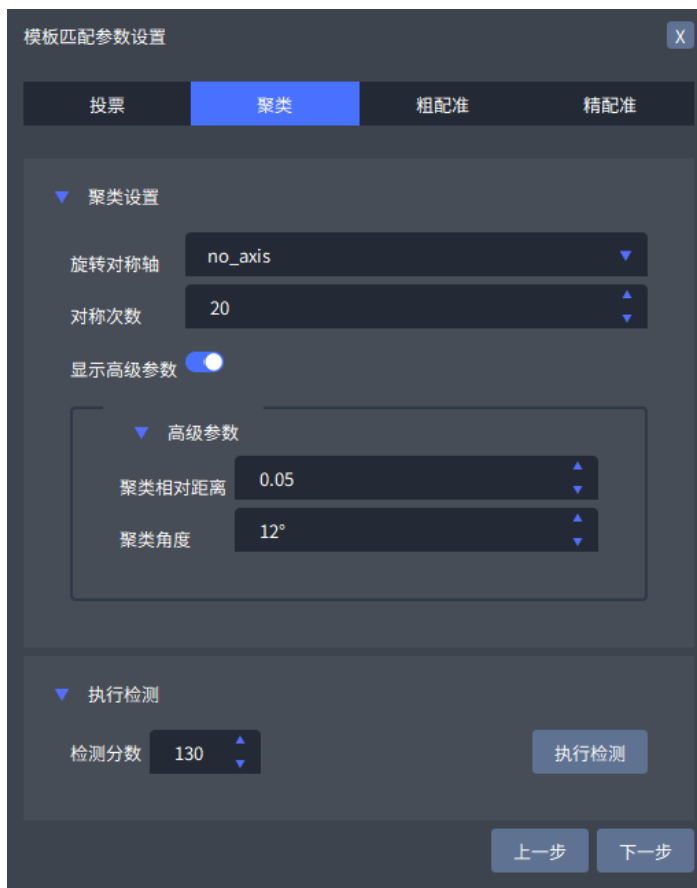 模板匹配参数设置 X
投票 聚类 粗配准 精配准
聚类设置
旋转对称轴 no_axis
对称次数 20
显示高级参数
高级参数
聚类相对距离 0.05
聚类角度 12°
执行检测
检测分数 130 执行检测
上一步 下一步